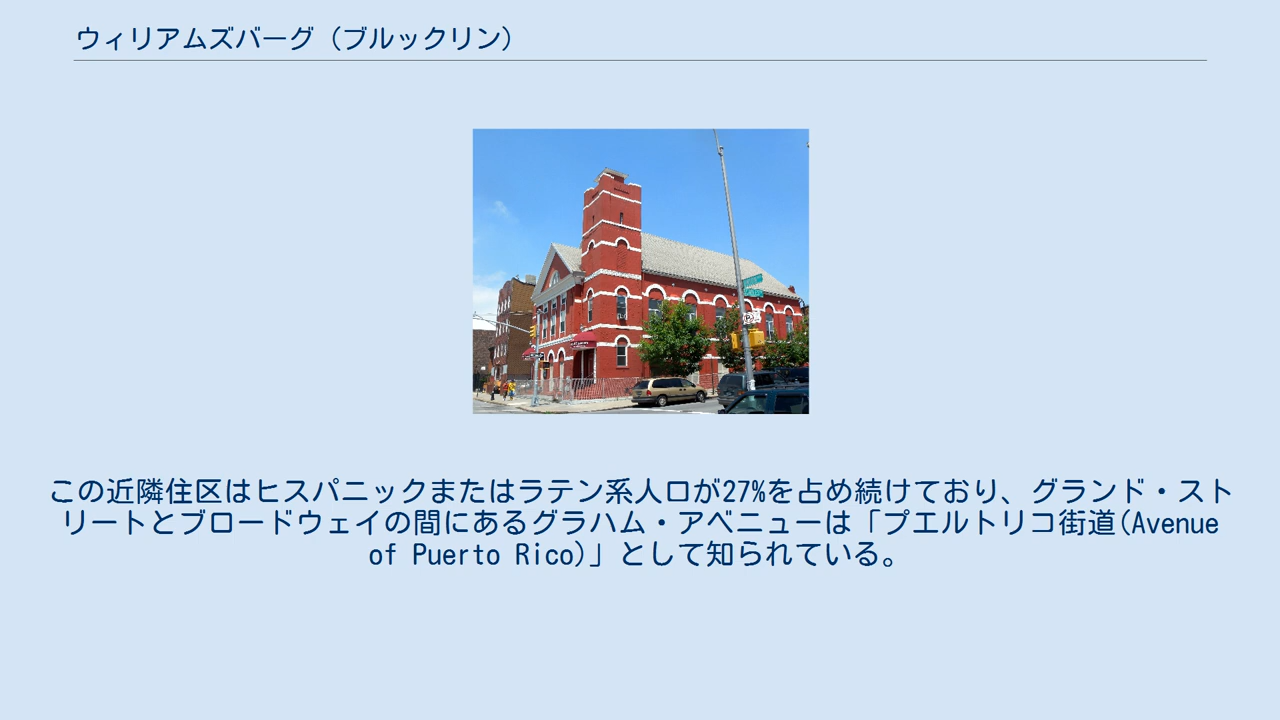 ウィリアムズバーグ（ブルックリン）
この近隣住区はヒスパニックまたはラテン系人口が27%を占め続けており、グランド・スト
リートとブロードウェイの間にあるグラハム・アベニューは「プエルトリコ街道(Avenue
of Puerto Rico)」として知られている。